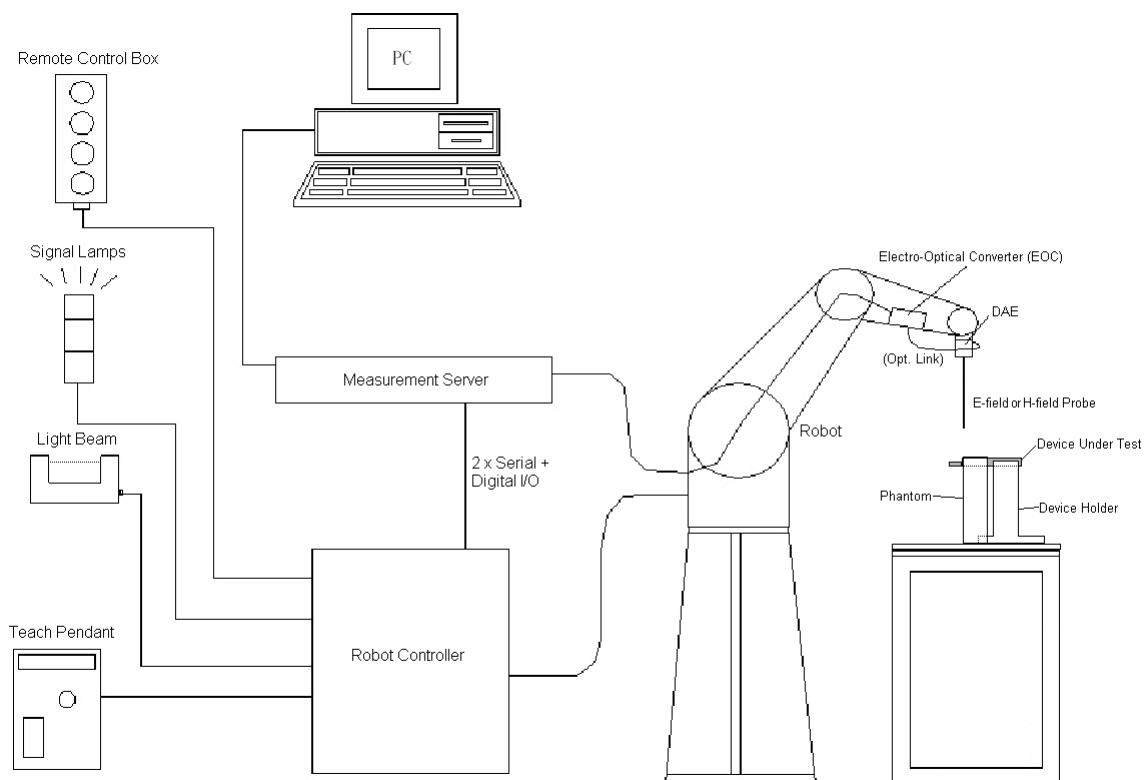 Remote Control Box
PC
Signal Lamps
Electro-Optical Converter (EOC)
DAE
(Opt. Link)
Measurement Server
E-field or H-field Probe
Light Beam
Robot
2 x Serial +
Digital I/O
Device Under Test
Phantom
Device Holder
Teach Pendant
Robot Controller